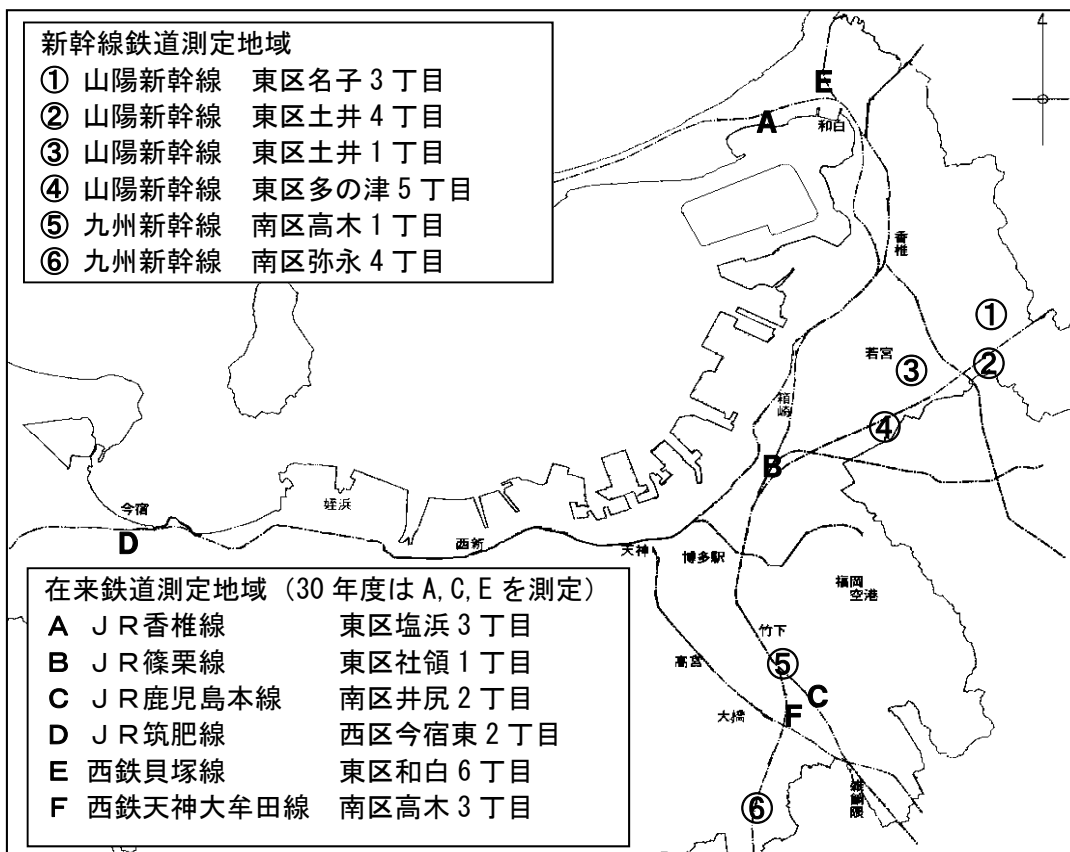 新幹線鉄道測定地域
① 山陽新幹線 東区名子3丁目
② 山陽新幹線 東区土井4丁目
③ 山陽新幹線 東区土井1丁目
④ 山陽新幹線 東区多の津5丁目
⑤ 九州新幹線 南区高木1丁目
⑥ 九州新幹線 南区弥永4丁目
4
E
A
和白
香椎
①
若宮
③
②
箱崎
④
B
今宿
D
姪浜
西新
天神
博多駅
福岡
空港
在来鉄道測定地域（30年度はA,C,Eを測定）
A JR香椎線 東区塩浜3丁目
B JR篠栗線 東区社領1丁目
C JR鹿児島本線 南区井尻2丁目
D JR筑肥線 西区今宿東2丁目
E 西鉄貝塚線 東区和白6丁目
F 西鉄天神大牟田線 南区高木3丁目
竹下
高宮
⑤
C
大橋
F
⑥
雑餉隈